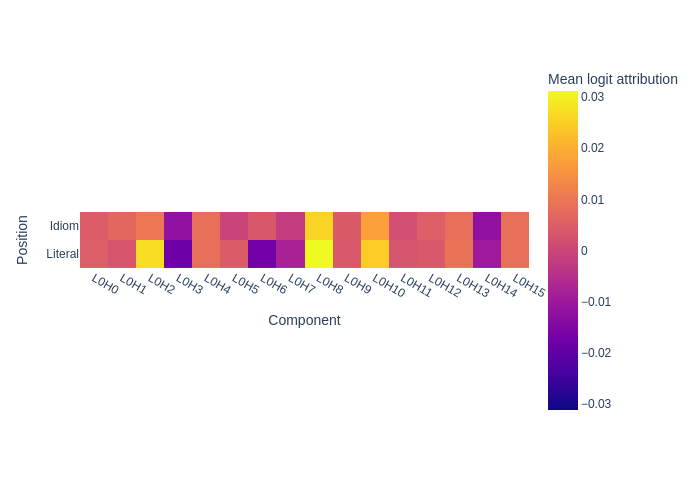 Mean logit attribution
0.03
0.02
0.01
0
−0.01
−0.02
−0.03
Position
Idiom
Literal
L0H0
L0H1
L0H2
L0H3
L0H4
L0H5
L0H6
L0H7
L0H8
L0H9
L0H10
L0H11
L0H12
L0H13
L0H14
L0H15
Component